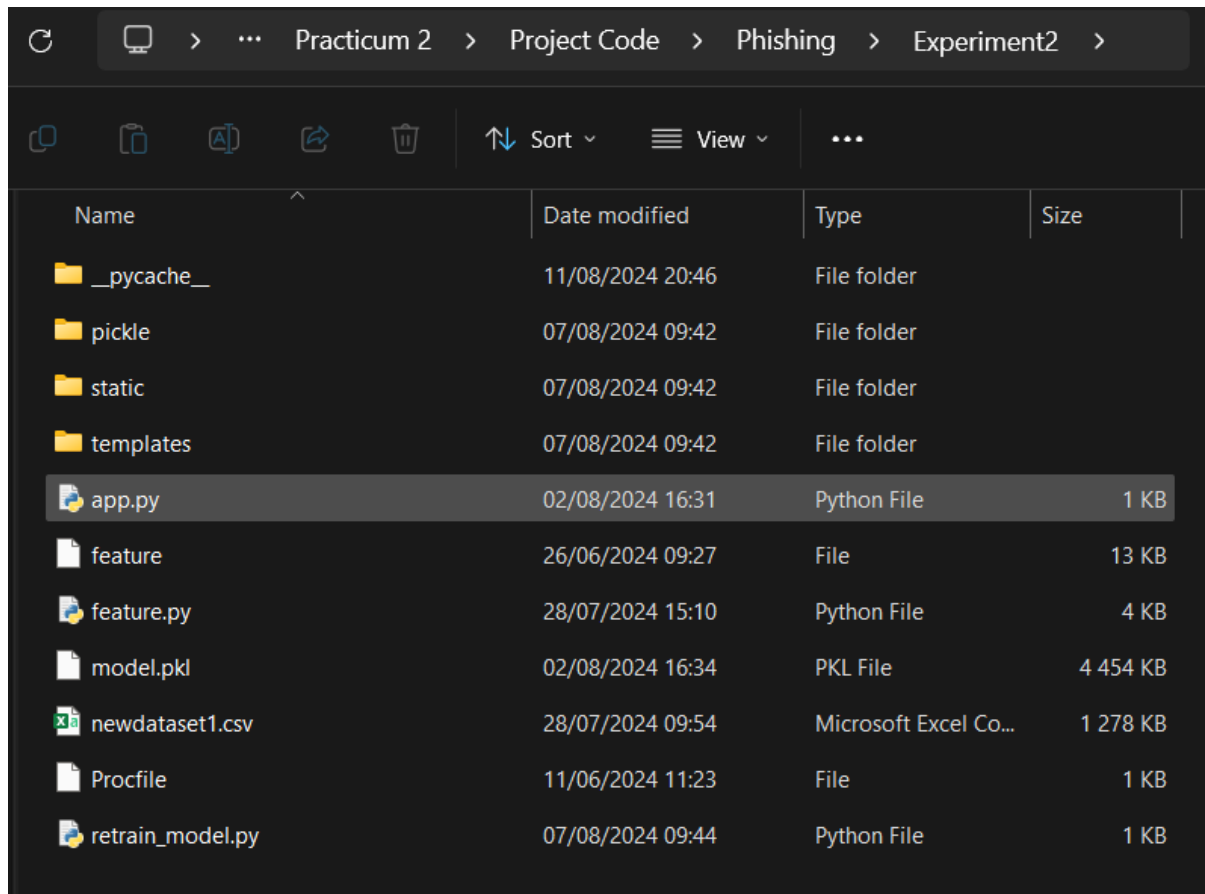 ... Practicum 2 > Project Code > Phishing > Experiment2 >
Sort View ...
Name Date modified Type Size
__pycache__ 11/08/2024 20:46 File folder
pickle 07/08/2024 09:42 File folder
static 07/08/2024 09:42 File folder
templates 07/08/2024 09:42 File folder
app.py 02/08/2024 16:31 Python File 1 KB
feature 26/06/2024 09:27 File 13 KB
feature.py 28/07/2024 15:10 Python File 4 KB
model.pkl 02/08/2024 16:34 PKL File 4 454 KB
newdataset1.csv 28/07/2024 09:54 Microsoft Excel Co... 1 278 KB
Procfile 11/06/2024 11:23 File 1 KB
retrain_model.py 07/08/2024 09:44 Python File 1 KB